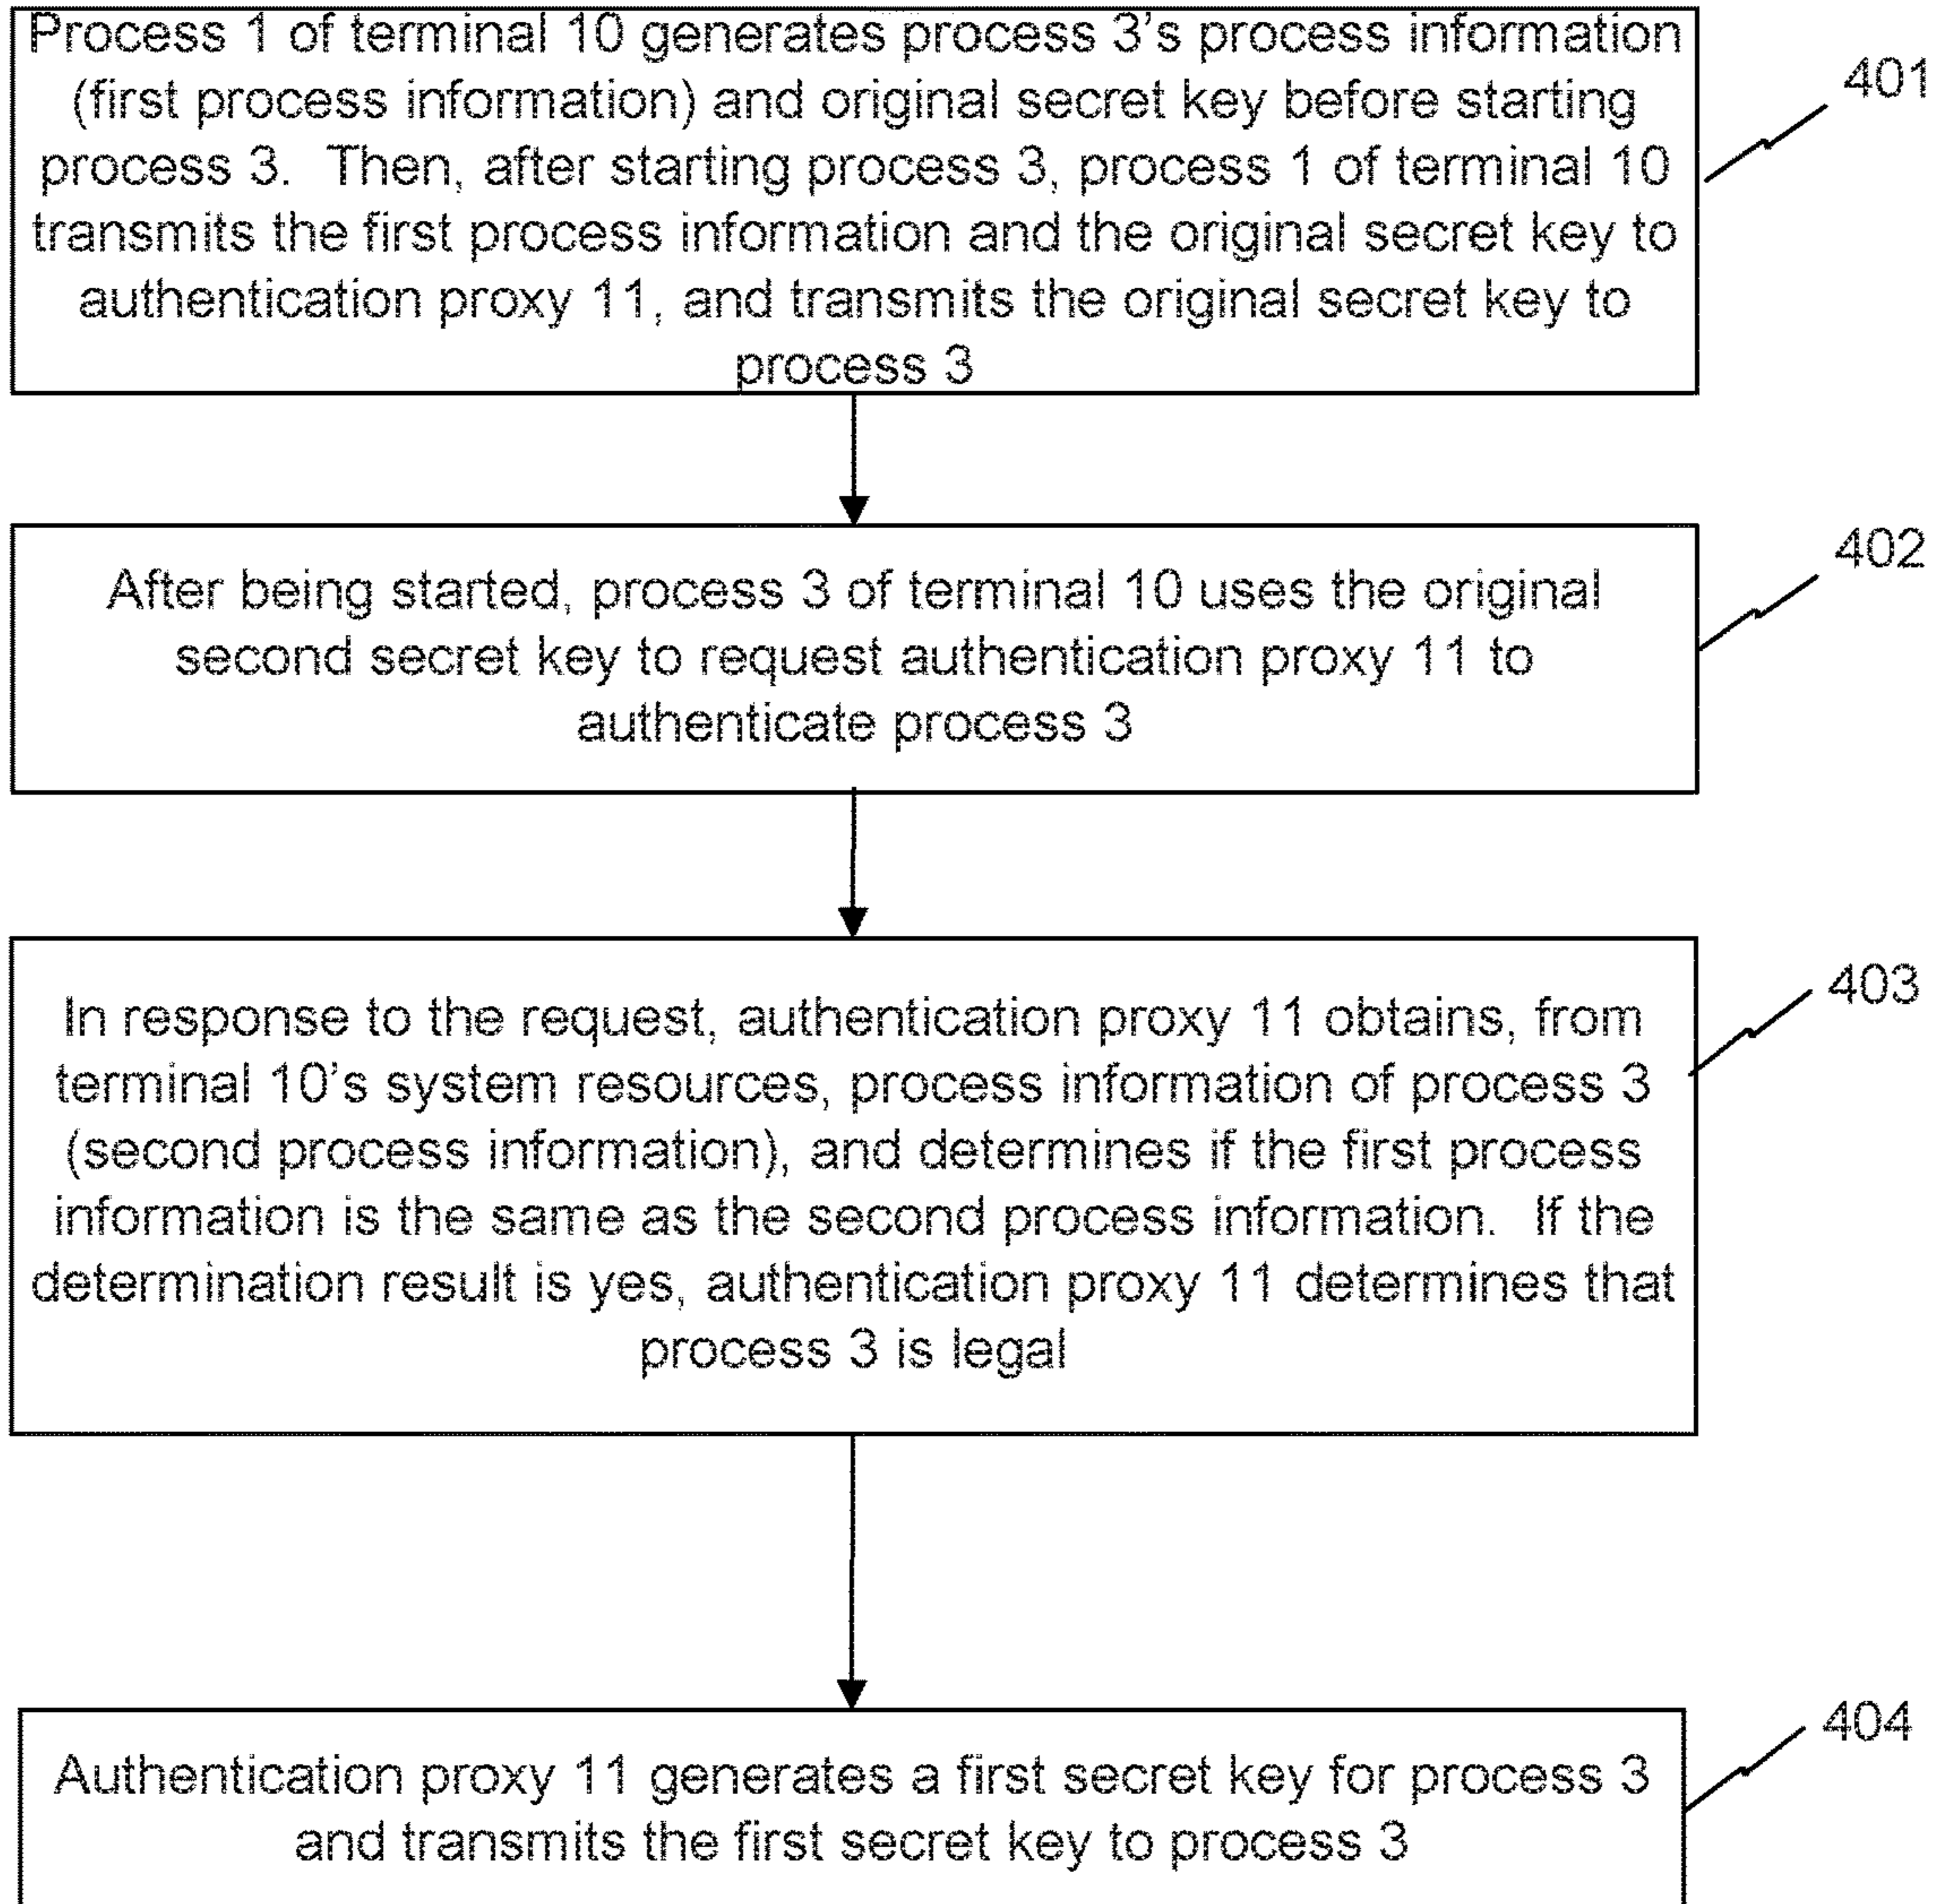 Process 1 of terminal 10 generates process 3's process information
(first process information) and original secret key before starting
process 3.  Then, after starting process 3, process 1 of terminal 10
transmits the first process information and the original secret key to
authentication proxy 11, and transmits the original secret key to
process 3
401
After being started, process 3 of terminal 10 uses the original
second secret key to request authentication proxy 11 to
authenticate process 3
402
In response to the request, authentication proxy 11 obtains, from
terminal 10's system resources, process information of process 3
(second process information), and determines if the first process
information is the same as the second process information.  If the
determination result is yes, authentication proxy 11 determines that
process 3 is legal
403
Authentication proxy 11 generates a first secret key for process 3
and transmits the first secret key to process 3
404